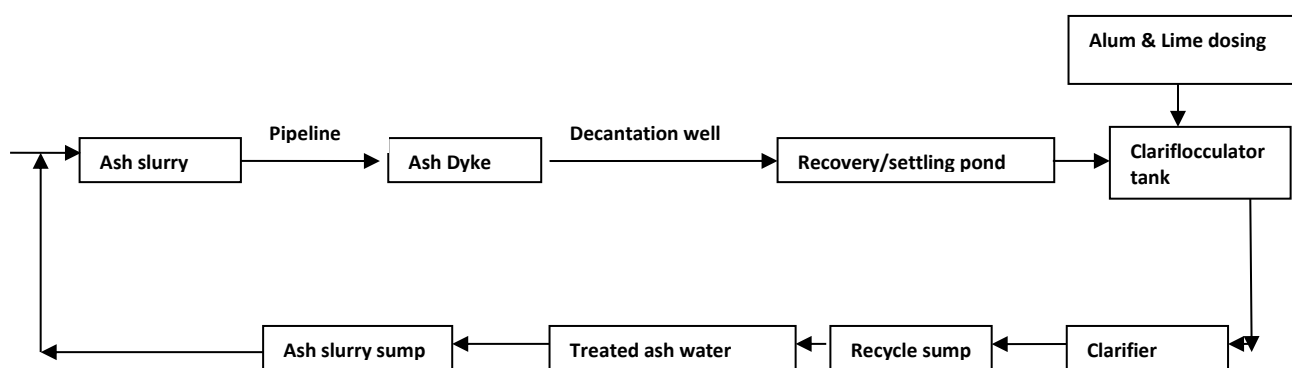 Alum & Lime dosing
Pipeline
Decantation well
Ash slurry
Ash Dyke
Recovery/settling pond
Clariflocculator
tank
Ash slurry sump
Treated ash water
Recycle sump
Clarifier